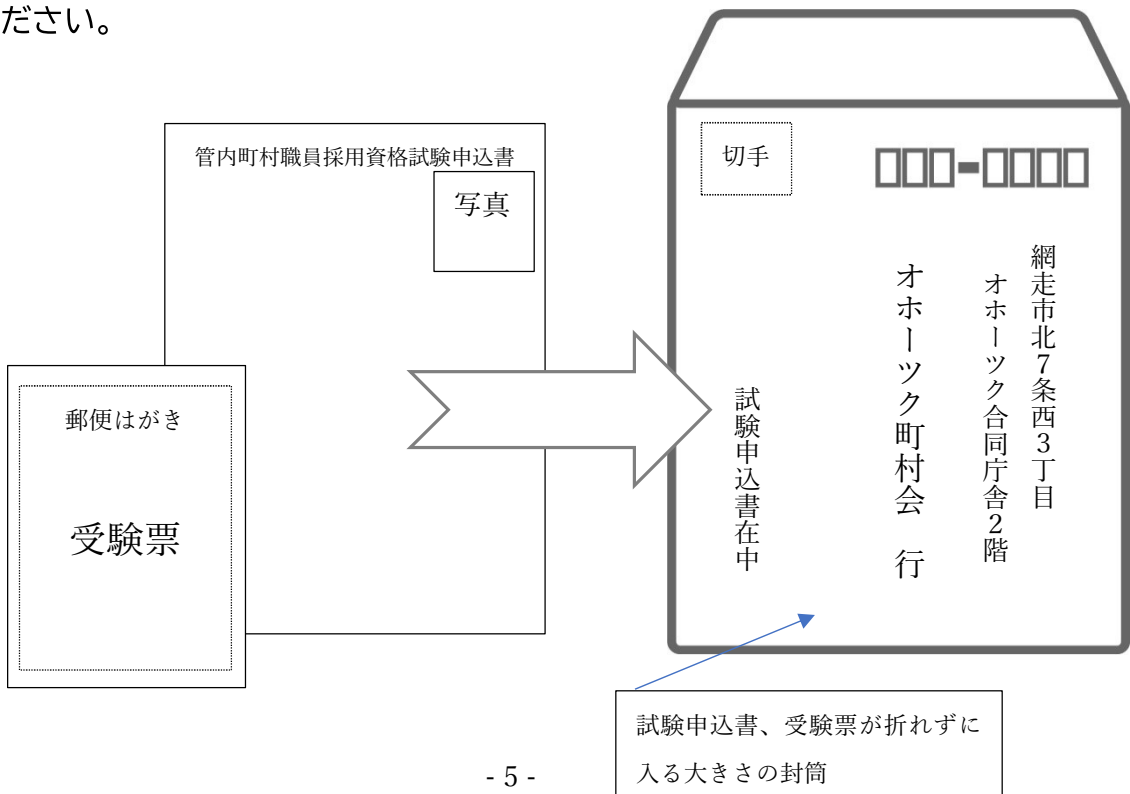 ださい。
管内町村職員採用資格試験申込書
写真
郵便はがき
受験票
切手
□□□-□□□□
網走市北７条西３丁目
オホーツク合同庁舎２階
オホーツク町村会　行
試験申込書在中
試験申込書、受験票が折れずに
入る大きさの封筒
- 5 -